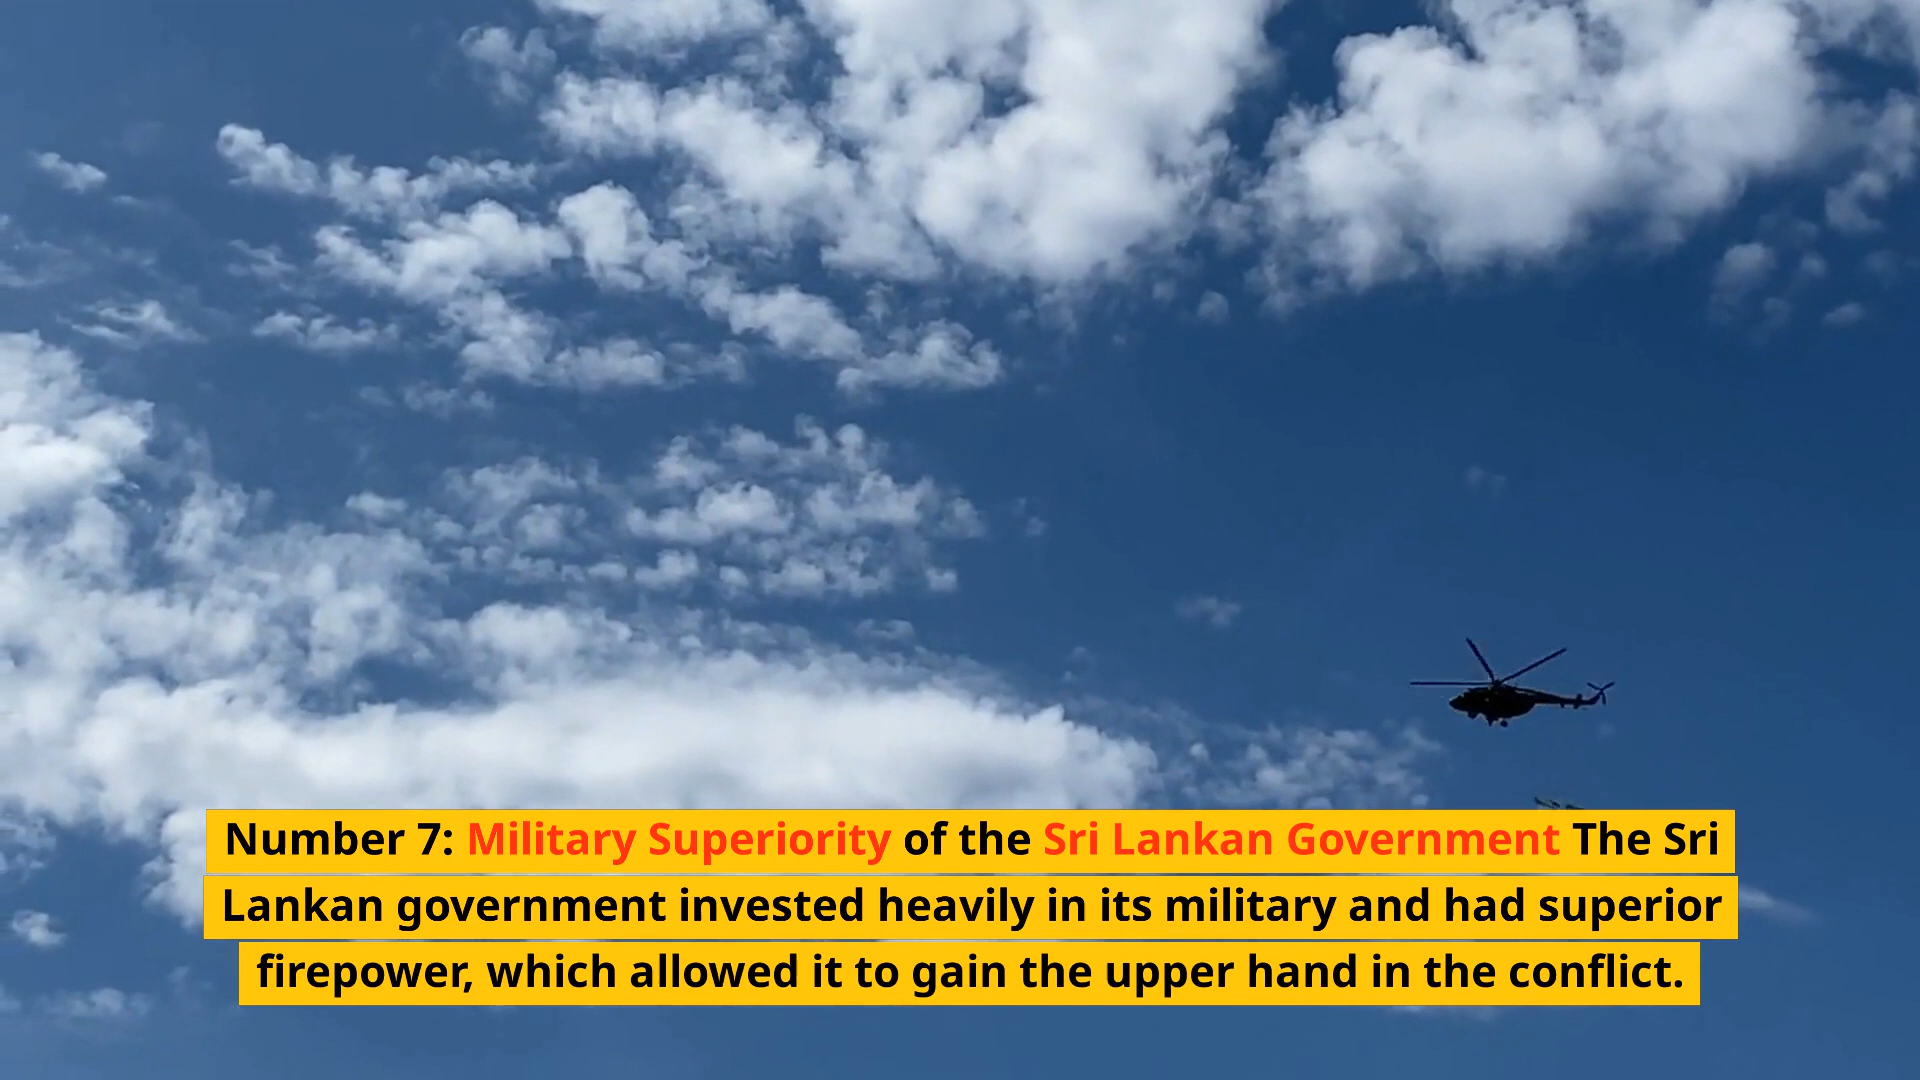 Number 7: Military Superiority of the Sri Lankan Government The Sri
Lankan government invested heavily in its military and had superior
firepower, which allowed it to gain the upper hand in the conflict.